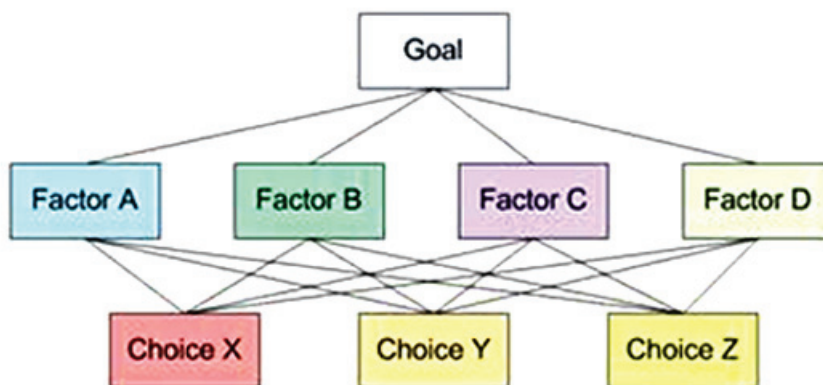 Goal
Factor A
Factor B
Factor C
Factor D
Choice X
Choice Y
Choice Z